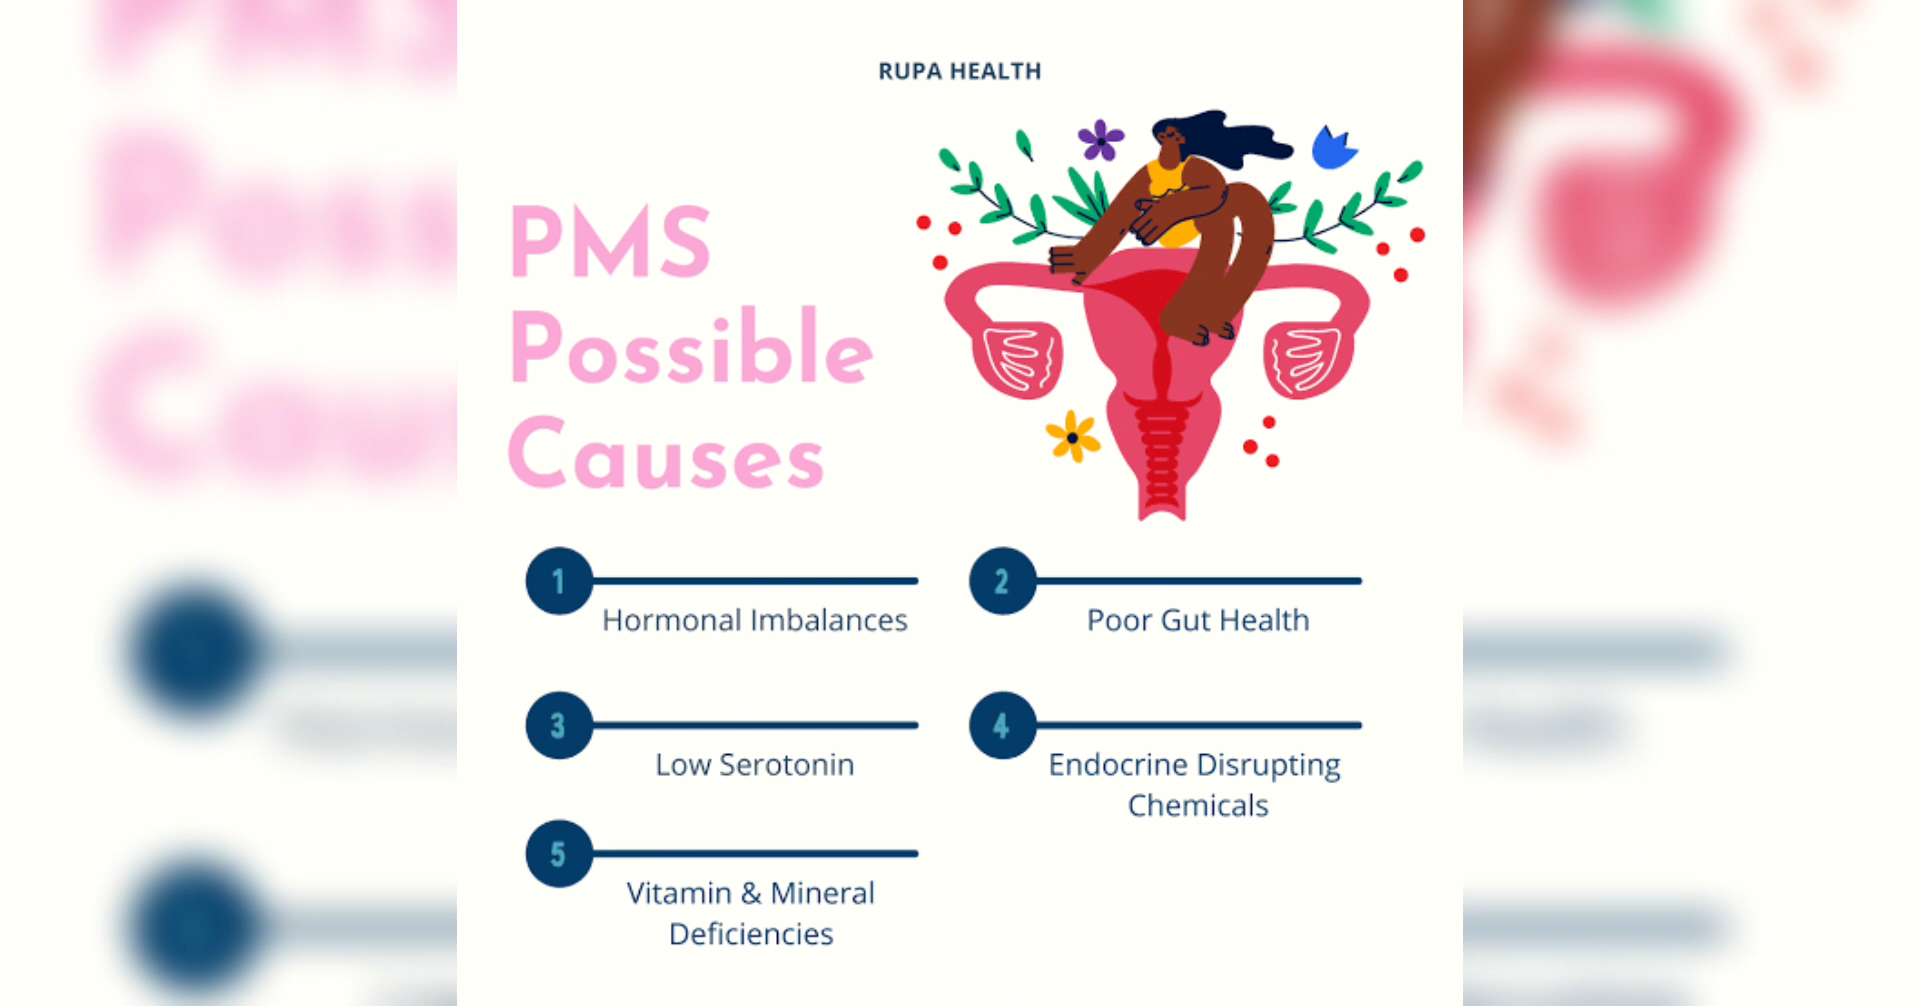 RUPA HEALTH
PMS
Possible
Causes
1
Hormonal Imbalances
2
Poor Gut Health
3
Low Serotonin
4
Endocrine Disrupting
Chemicals
5
Vitamin & Mineral
Deficiencies